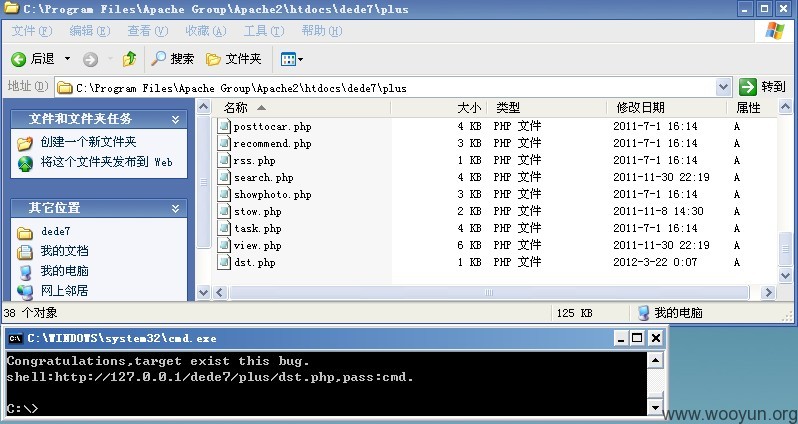 C:\Program Files\Apache Group\Apache2\htdocs\dede7\plus
文件(F) 编辑(E) 查看(V) 收藏(A) 工具(T) 帮助(H)
后退 搜索 文件夹
地址(D) C:\Program Files\Apache Group\Apache2\htdocs\dede7\plus 转到
文件和文件夹任务
创建一个新文件夹
将这个文件夹发布到 Web
其它位置
dede7
我的文档
我的电脑
网上邻居
名称 大小 类型 修改日期 属性
posttocar.php 4 KB PHP 文件 2011-7-1 16:14 A
recommend.php 3 KB PHP 文件 2011-7-1 16:14 A
rss.php 1 KB PHP 文件 2011-7-1 16:14 A
search.php 4 KB PHP 文件 2011-11-30 22:19 A
showphoto.php 3 KB PHP 文件 2011-7-1 16:14 A
stow.php 2 KB PHP 文件 2011-11-8 14:30 A
task.php 4 KB PHP 文件 2011-7-1 16:14 A
view.php 6 KB PHP 文件 2011-11-30 22:19 A
dst.php 1 KB PHP 文件 2012-3-22 0:07 A
38 个对象 125 KB 我的电脑
C:\WINDOWS\system32\cmd.exe
Congratulations,target exist this bug.
shell:http://127.0.0.1/dede7/plus/dst.php,pass:cmd.
C:\>
www.wooyun.org